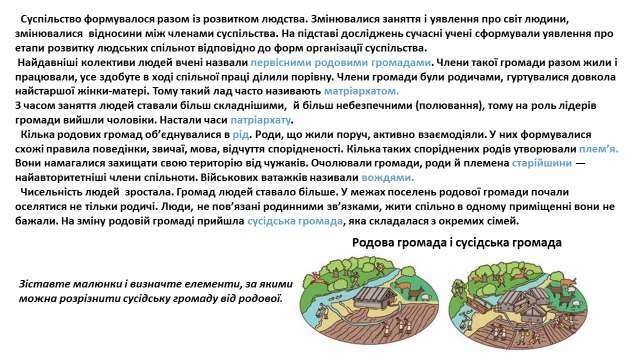 Суспільство формувалося разом із розвитком людства. Змінювалися заняття і уявлення про світ людини,
змінювалися відносини між членами суспільства. На підставі досліджень сучасні учені сформували уявлення про
етапи розвитку людських спільнот відповідно до форм організації суспільства.
Найдавніші колективи людей вчені назвали первісними родовими громадами. Члени такої громади разом жили і
працювали, усе здобуте в ході спільної праці ділили порівну. Члени громади були родичами, гуртувалися довкола
найстаршої жінки-матері. Тому такий лад часто називають матріархатом.
З часом заняття людей ставали більш складнішими, й більш небезпечними (полювання), тому на роль лідерів
громади вийшли чоловіки. Настали часи патріархату.
Кілька родових громад об’єднувалися в рід. Роди, що жили поруч, активно взаємодіяли. У них формувалися
схожі правила поведінки, звичаї, мова, відчуття спорідненості. Кілька таких споріднених родів утворювали плем’я.
Вони намагалися захищати свою територію від чужаків. Очолювали громади, роди й племена старійшини —
найавторитетніші члени спільноти. Військових ватажків називали вождями.
Чисельність людей зростала. Громад людей ставало більше. У межах поселень родової громади почали
оселятися не тільки родичі. Люди, не пов’язані родинними зв’язками, жити спільно в одному приміщенні вони не
бажали. На зміну родовій громаді прийшла сусідська громада, яка складалася з окремих сімей.
Родова громада і сусідська громада
Зіставте малюнки і визначте елементи, за якими
можна розрізнити сусідську громаду від родової.